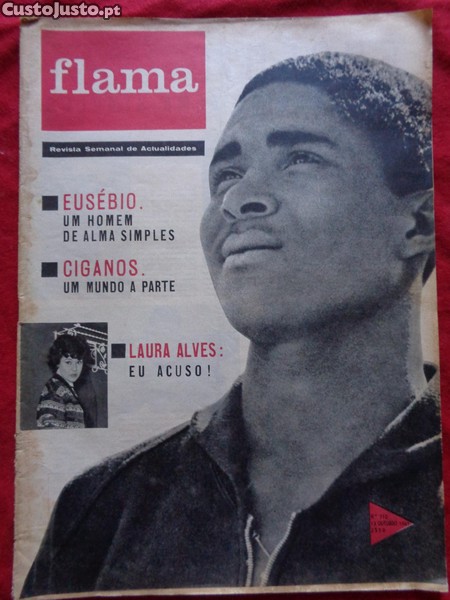 CustoJusto.pt
flama
Revista Semanal de Actualidades
EUSÉBIO.
UM HOMEM
DE ALMA SIMPLES
CIGANOS.
UM MUNDO A PARTE
LAURA ALVES:
EU ACUSO!